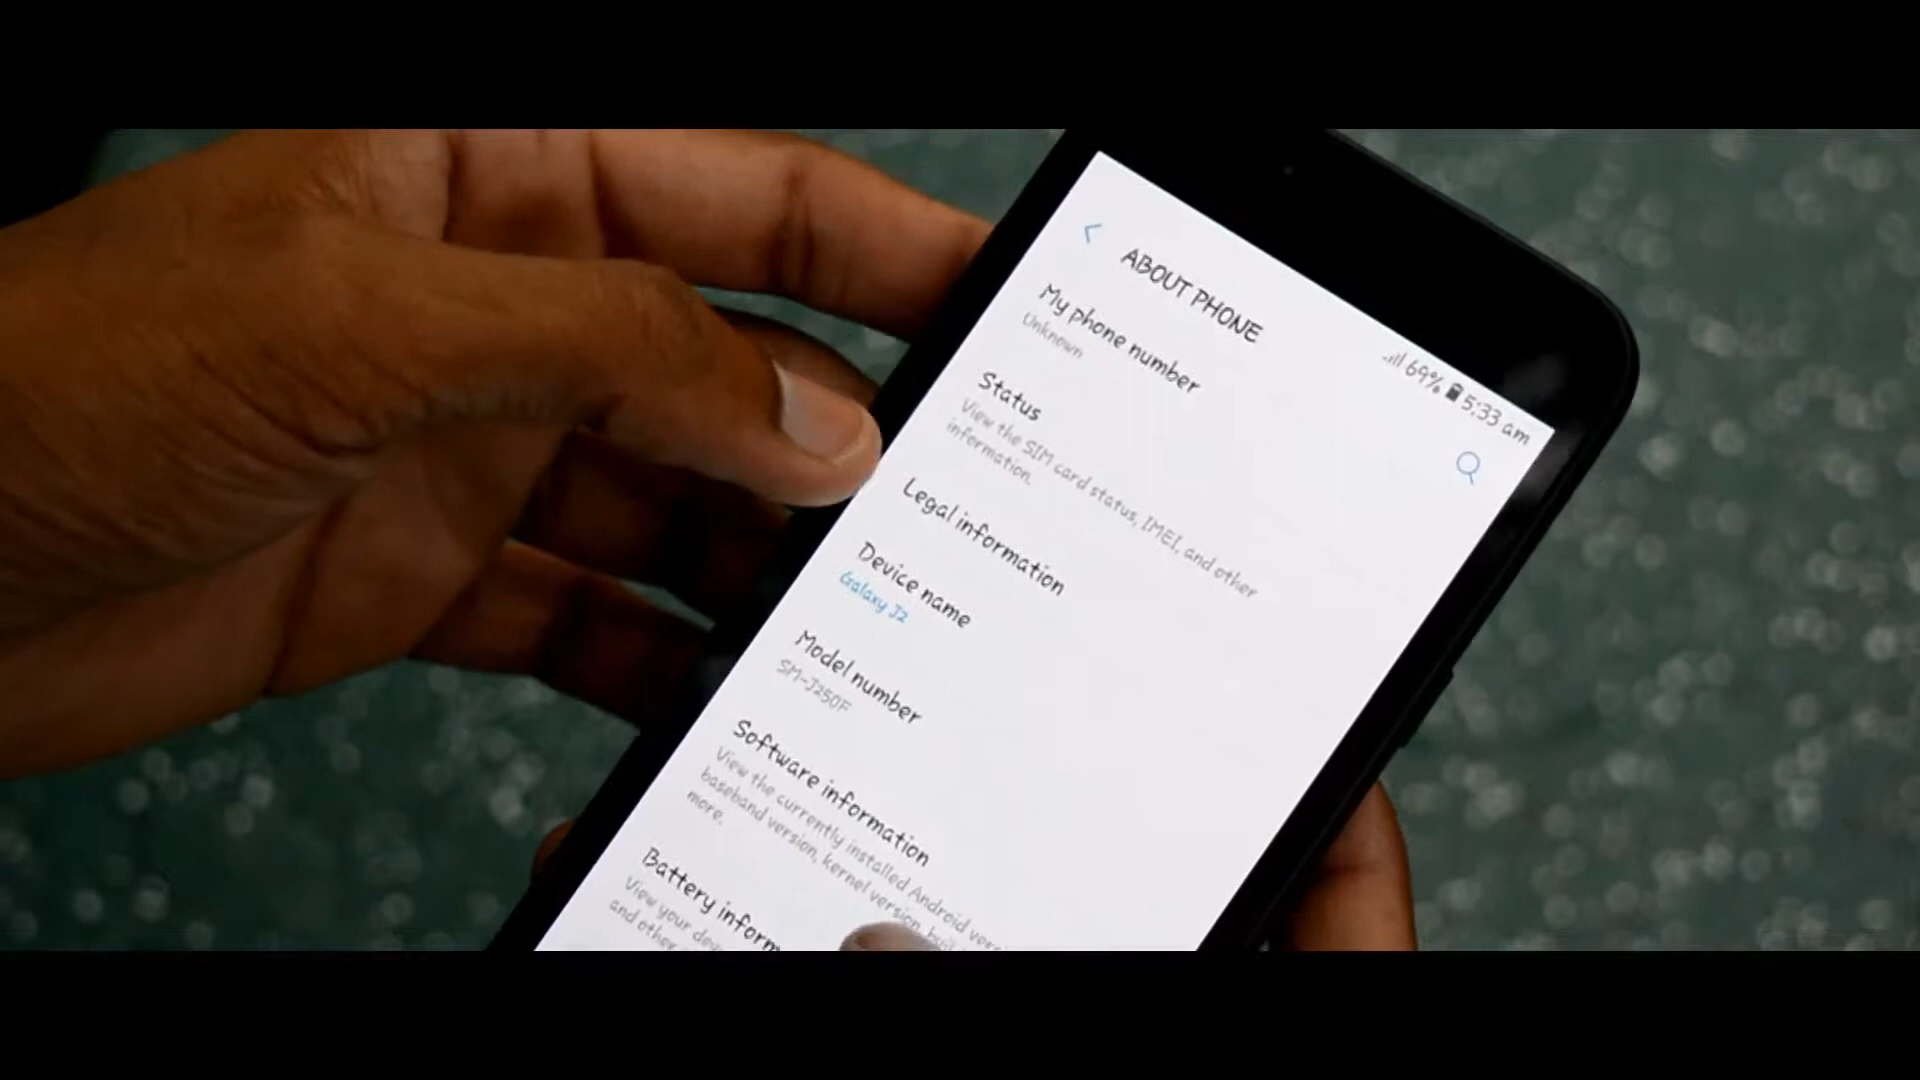 69% 5:33 am
ABOUT PHONE
My phone number
Unknown
Status
View the SIM card status, IMEI, and other
information.
Legal information
Device name
Galaxy J2
Model number
SM-J250F
Software information
View the currently installed Android
baseband version, kernel version,
more.
Battery
View your
and other